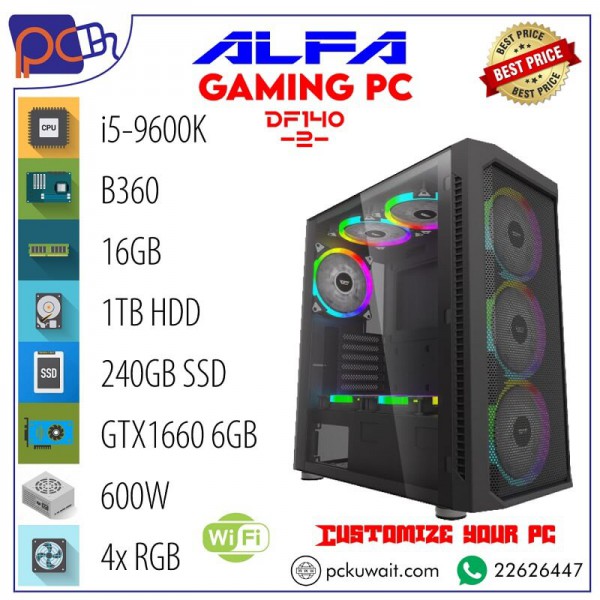 pcki
ALFA
GAMING PC
DF140
-2-
BEST PRICE
BEST PRICE
BEST PRICE
CPU
i5-9600K
B360
16GB
1TB HDD
SSD
240GB SSD
GTX1660 6GB
600W
4x RGB
WiFi
CUSTOMIZE YOUR PC
pckuwait.com
22626447